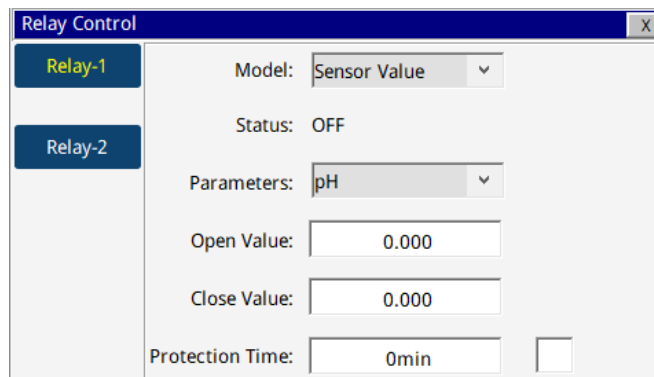 Relay Control
X
Relay-1
Model: Sensor Value
Status: OFF
Relay-2
Parameters: pH
Open Value: 0.000
Close Value: 0.000
Protection Time: 0min